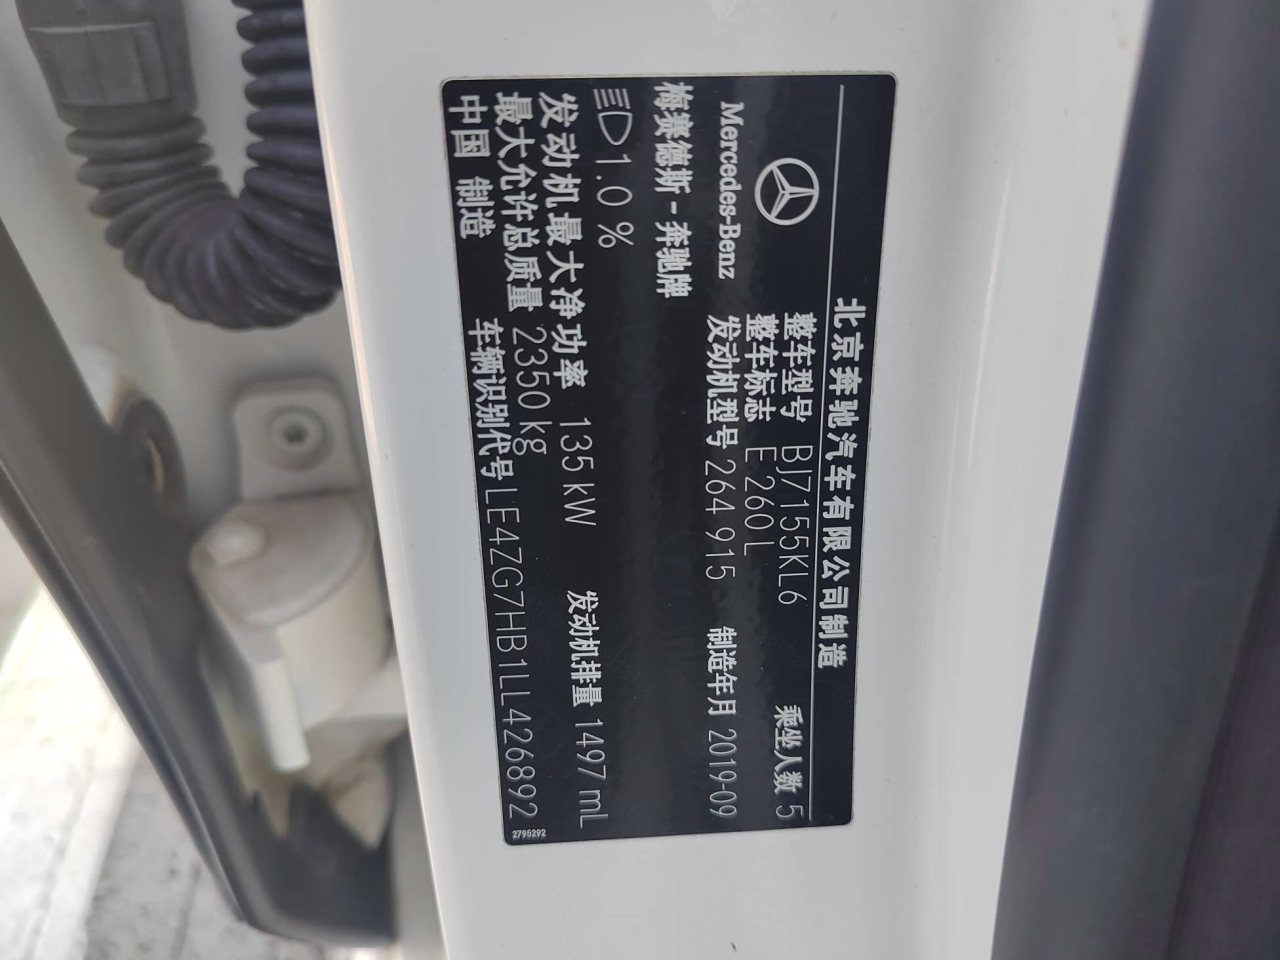 北京奔驰汽车有限公司制造
整车型号 BJ7155KL6 乘坐人数 5
整车标志 E 260 L
Mercedes-Benz 发动机型号 264 915 制造年月 2019-09
梅赛德斯-奔驰牌
1.0 %
发动机最大净功率 135 kW 发动机排量 1497 mL
最大允许总质量 2350 kg
中国 制造 车辆识别代号 LE4ZG7HB1LL426892
2795292